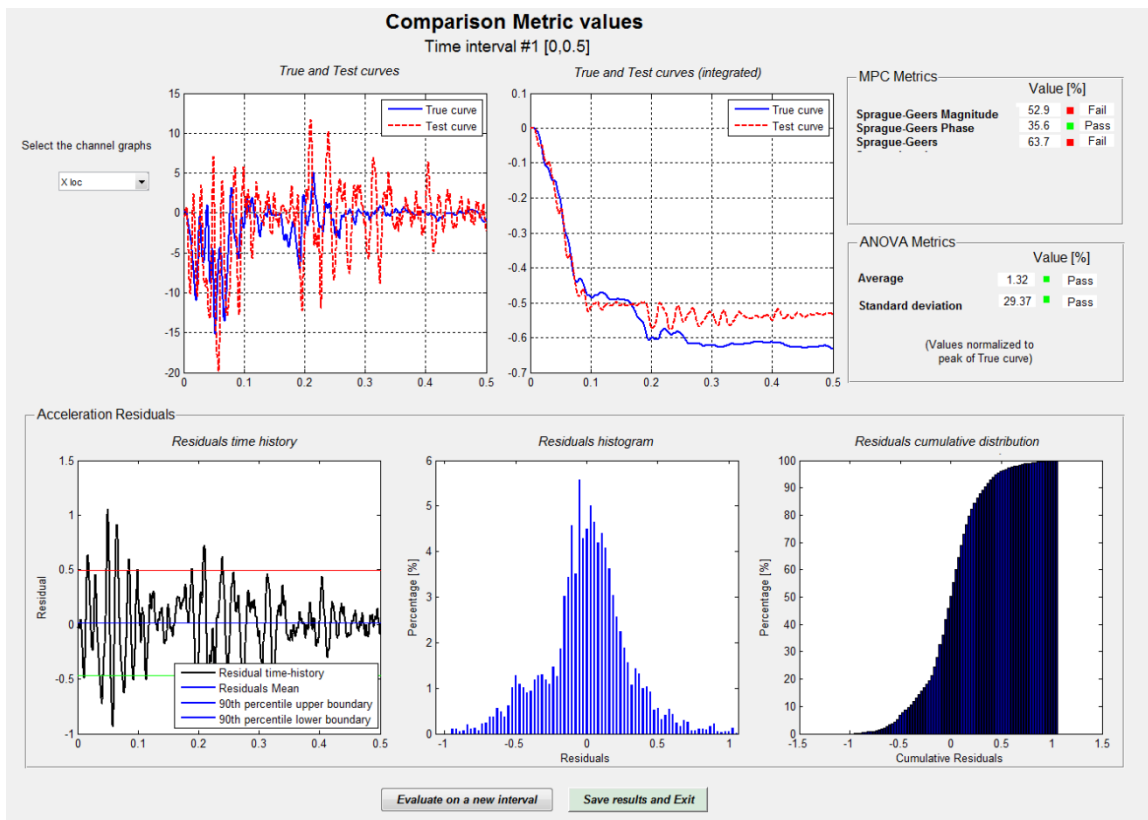 Comparison Metric values
Time interval #1 [0,0.5]
Select the channel graphs
X loc
True and Test curves
True curve
Test curve
15
10
5
0
-5
-10
-15
-20
0 0.1 0.2 0.3 0.4 0.5
True and Test curves (integrated)
True curve
Test curve
0.1
0
-0.1
-0.2
-0.3
-0.4
-0.5
-0.6
-0.7
0 0.1 0.2 0.3 0.4 0.5
MPC Metrics
Value [%]
Sprague-Geers Magnitude 52.9 Fail
Sprague-Geers Phase 35.6 Pass
Sprague-Geers 63.7 Fail
ANOVA Metrics
Value [%]
Average 1.32 Pass
Standard deviation 29.37 Pass
(Values normalized to
peak of True curve)
Acceleration Residuals
Residuals time history
1.5
1
0.5
0
-0.5
-1
Residual
Residual time-history
Residuals Mean
90th percentile upper boundary
90th percentile lower boundary
0 0.1 0.2 0.3 0.4 0.5
Residuals histogram
6
5
4
3
2
1
0
Percentage [%]
-1 -0.5 0 0.5 1
Residuals
Residuals cumulative distribution
100
90
80
70
60
50
40
30
20
10
0
Percentage [%]
-1.5 -1 -0.5 0 0.5 1 1.5
Cumulative Residuals
Evaluate on a new interval
Save results and Exit